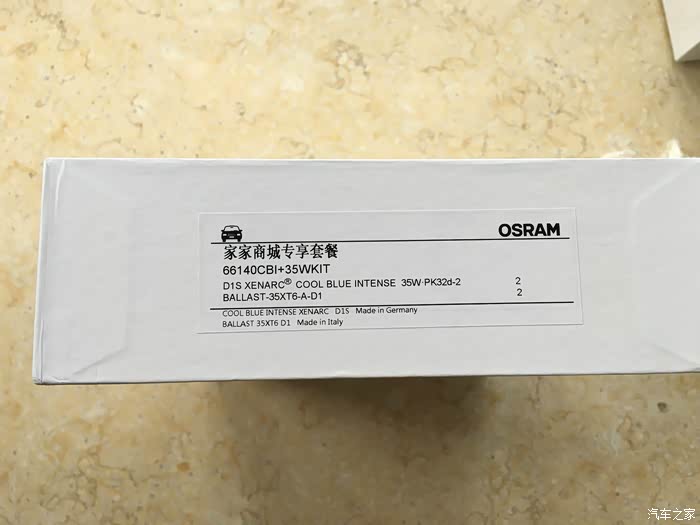 OSRAM
家家商城专享套餐
66140CBI+35WKIT
D1S XENARC® COOL BLUE INTENSE 35W PK32d-2 2
BALLAST-35XT6-A-D1 2
COOL BLUE INTENSE XENARC D1S Made in Germany
BALLAST 35XT6 D1 Made in Italy
汽车之家